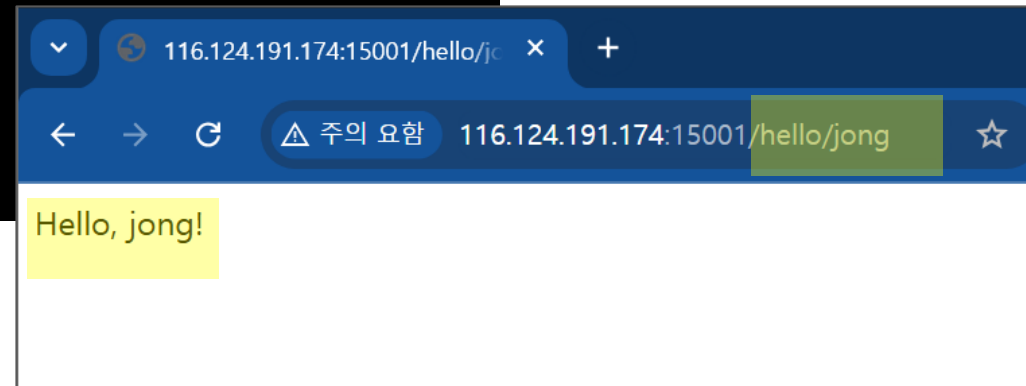 116.124.191.174:15001/hello/jo
주의 요함 116.124.191.174:15001/hello/jong
Hello, jong!